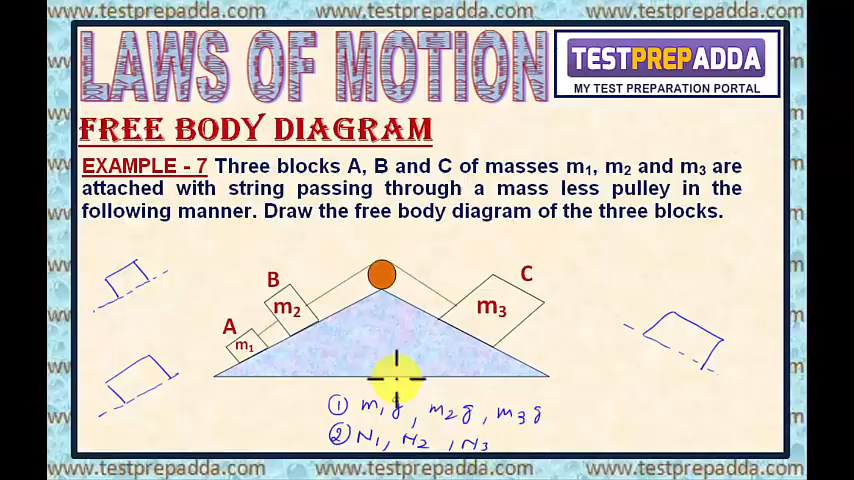 www.testprepadda.com www.testprepadda.com www.testprepadda.com
LAWS OF MOTION
TESTPREPADDA
MY TEST PREPARATION PORTAL
FREE BODY DIAGRAM
EXAMPLE - 7 Three blocks A, B and C of masses m₁, m₂ and m₃ are
attached with string passing through a mass less pulley in the
following manner. Draw the free body diagram of the three blocks.
B
C
m₂
m₃
A
m₁
① m₁g, m₂g, m₃g
② N₁, N₂, N₃
www.testprepadda.com www.testprepadda.com www.testprepadda.com